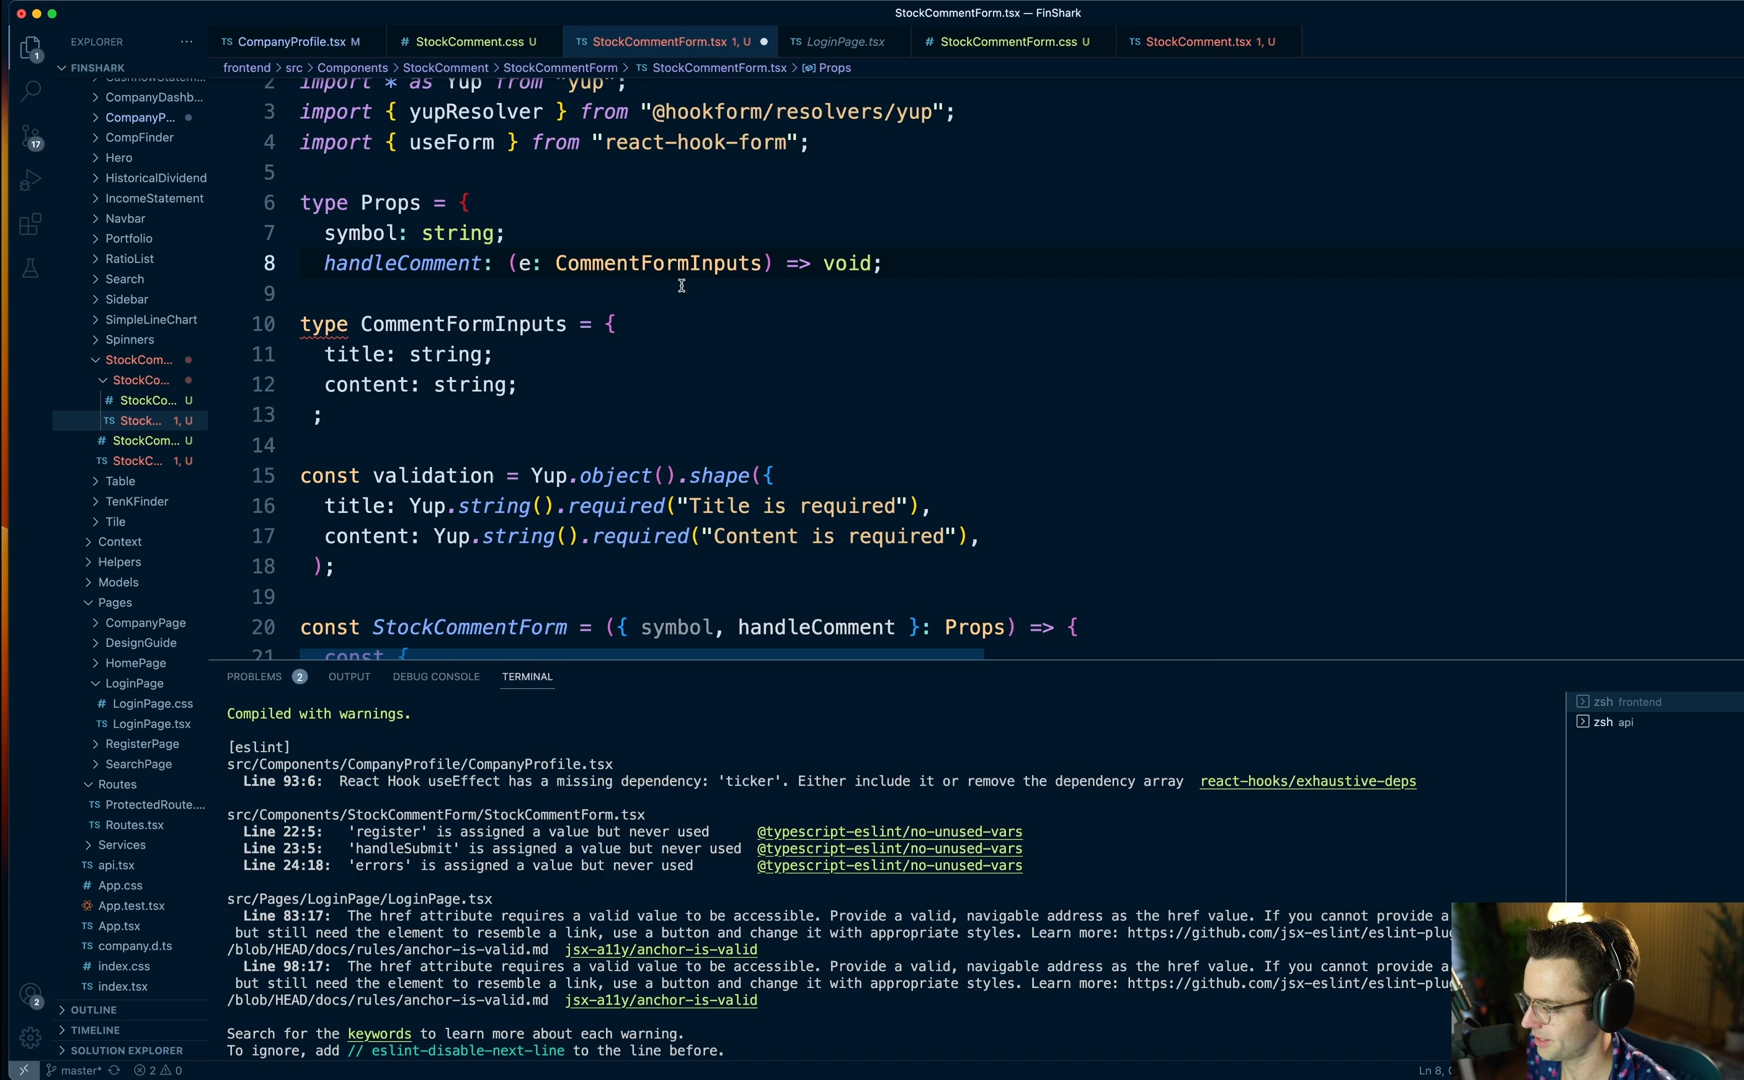 StockCommentForm.tsx — FinShark
EXPLORER ···
TS CompanyProfile.tsx M
# StockComment.css U
TS StockCommentForm.tsx 1, U
TS LoginPage.tsx
# StockCommentForm.css U
TS StockComment.tsx 1, U
frontend > src > Components > StockComment > StockCommentForm > TS StockCommentForm.tsx > Props
1
17
2
FINSHARK
CashflowStatem...
CompanyDashb...
CompanyP...
CompFinder
Hero
HistoricalDividend
IncomeStatement
Navbar
Portfolio
RatioList
Search
Sidebar
SimpleLineChart
Spinners
StockCom...
StockCo...
# StockCo... U
TS Stock... 1, U
# StockCom... U
TS StockC... 1, U
Table
TenKFinder
Tile
Context
Helpers
Models
Pages
CompanyPage
DesignGuide
HomePage
LoginPage
# LoginPage.css
TS LoginPage.tsx
RegisterPage
SearchPage
Routes
TS ProtectedRoute....
TS Routes.tsx
Services
TS api.tsx
# App.css
App.test.tsx
TS App.tsx
TS company.d.ts
# index.css
TS index.tsx
OUTLINE
TIMELINE
SOLUTION EXPLORER
2 import * as Yup from "yup";
3 import { yupResolver } from "@hookform/resolvers/yup";
4 import { useForm } from "react-hook-form";
5
6 type Props = {
7 symbol: string;
8 handleComment: (e: CommentFormInputs) => void;
9
10 type CommentFormInputs = {
11 title: string;
12 content: string;
13 ;
14
15 const validation = Yup.object().shape({
16 title: Yup.string().required("Title is required"),
17 content: Yup.string().required("Content is required"),
18 );
19
20 const StockCommentForm = ({ symbol, handleComment }: Props) => {
21 const {
PROBLEMS 2 OUTPUT DEBUG CONSOLE TERMINAL
zsh frontend
zsh api
Compiled with warnings.
[eslint]
src/Components/CompanyProfile/CompanyProfile.tsx
Line 93:6: React Hook useEffect has a missing dependency: 'ticker'. Either include it or remove the dependency array react-hooks/exhaustive-deps
src/Components/StockCommentForm/StockCommentForm.tsx
Line 22:5: 'register' is assigned a value but never used @typescript-eslint/no-unused-vars
Line 23:5: 'handleSubmit' is assigned a value but never used @typescript-eslint/no-unused-vars
Line 24:18: 'errors' is assigned a value but never used @typescript-eslint/no-unused-vars
src/Pages/LoginPage/LoginPage.tsx
Line 83:17: The href attribute requires a valid value to be accessible. Provide a valid, navigable address as the href value. If you cannot provide a
but still need the element to resemble a link, use a button and change it with appropriate styles. Learn more: https://github.com/jsx-eslint/eslint-plug
/blob/HEAD/docs/rules/anchor-is-valid.md jsx-a11y/anchor-is-valid
Line 98:17: The href attribute requires a valid value to be accessible. Provide a valid, navigable address as the href value. If you cannot provide a
but still need the element to resemble a link, use a button and change it with appropriate styles. Learn more: https://github.com/jsx-eslint/eslint-plu
/blob/HEAD/docs/rules/anchor-is-valid.md jsx-a11y/anchor-is-valid
Search for the keywords to learn more about each warning.
To ignore, add // eslint-disable-next-line to the line before.
master* 2 0
Ln 8,